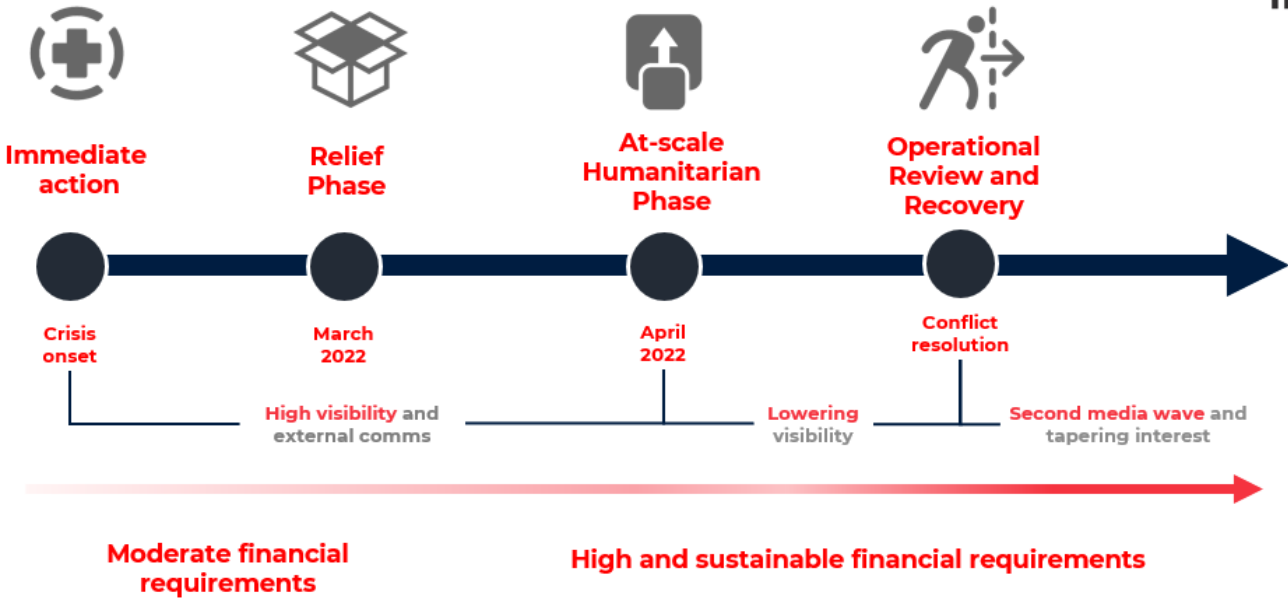 Immediate
action
Relief
Phase
At-scale
Humanitarian
Phase
Operational
Review and
Recovery
Crisis
onset
March
2022
April
2022
Conflict
resolution
High visibility and
external comms
Lowering
visibility
Second media wave and
tapering interest
Moderate financial
requirements
High and sustainable financial requirements